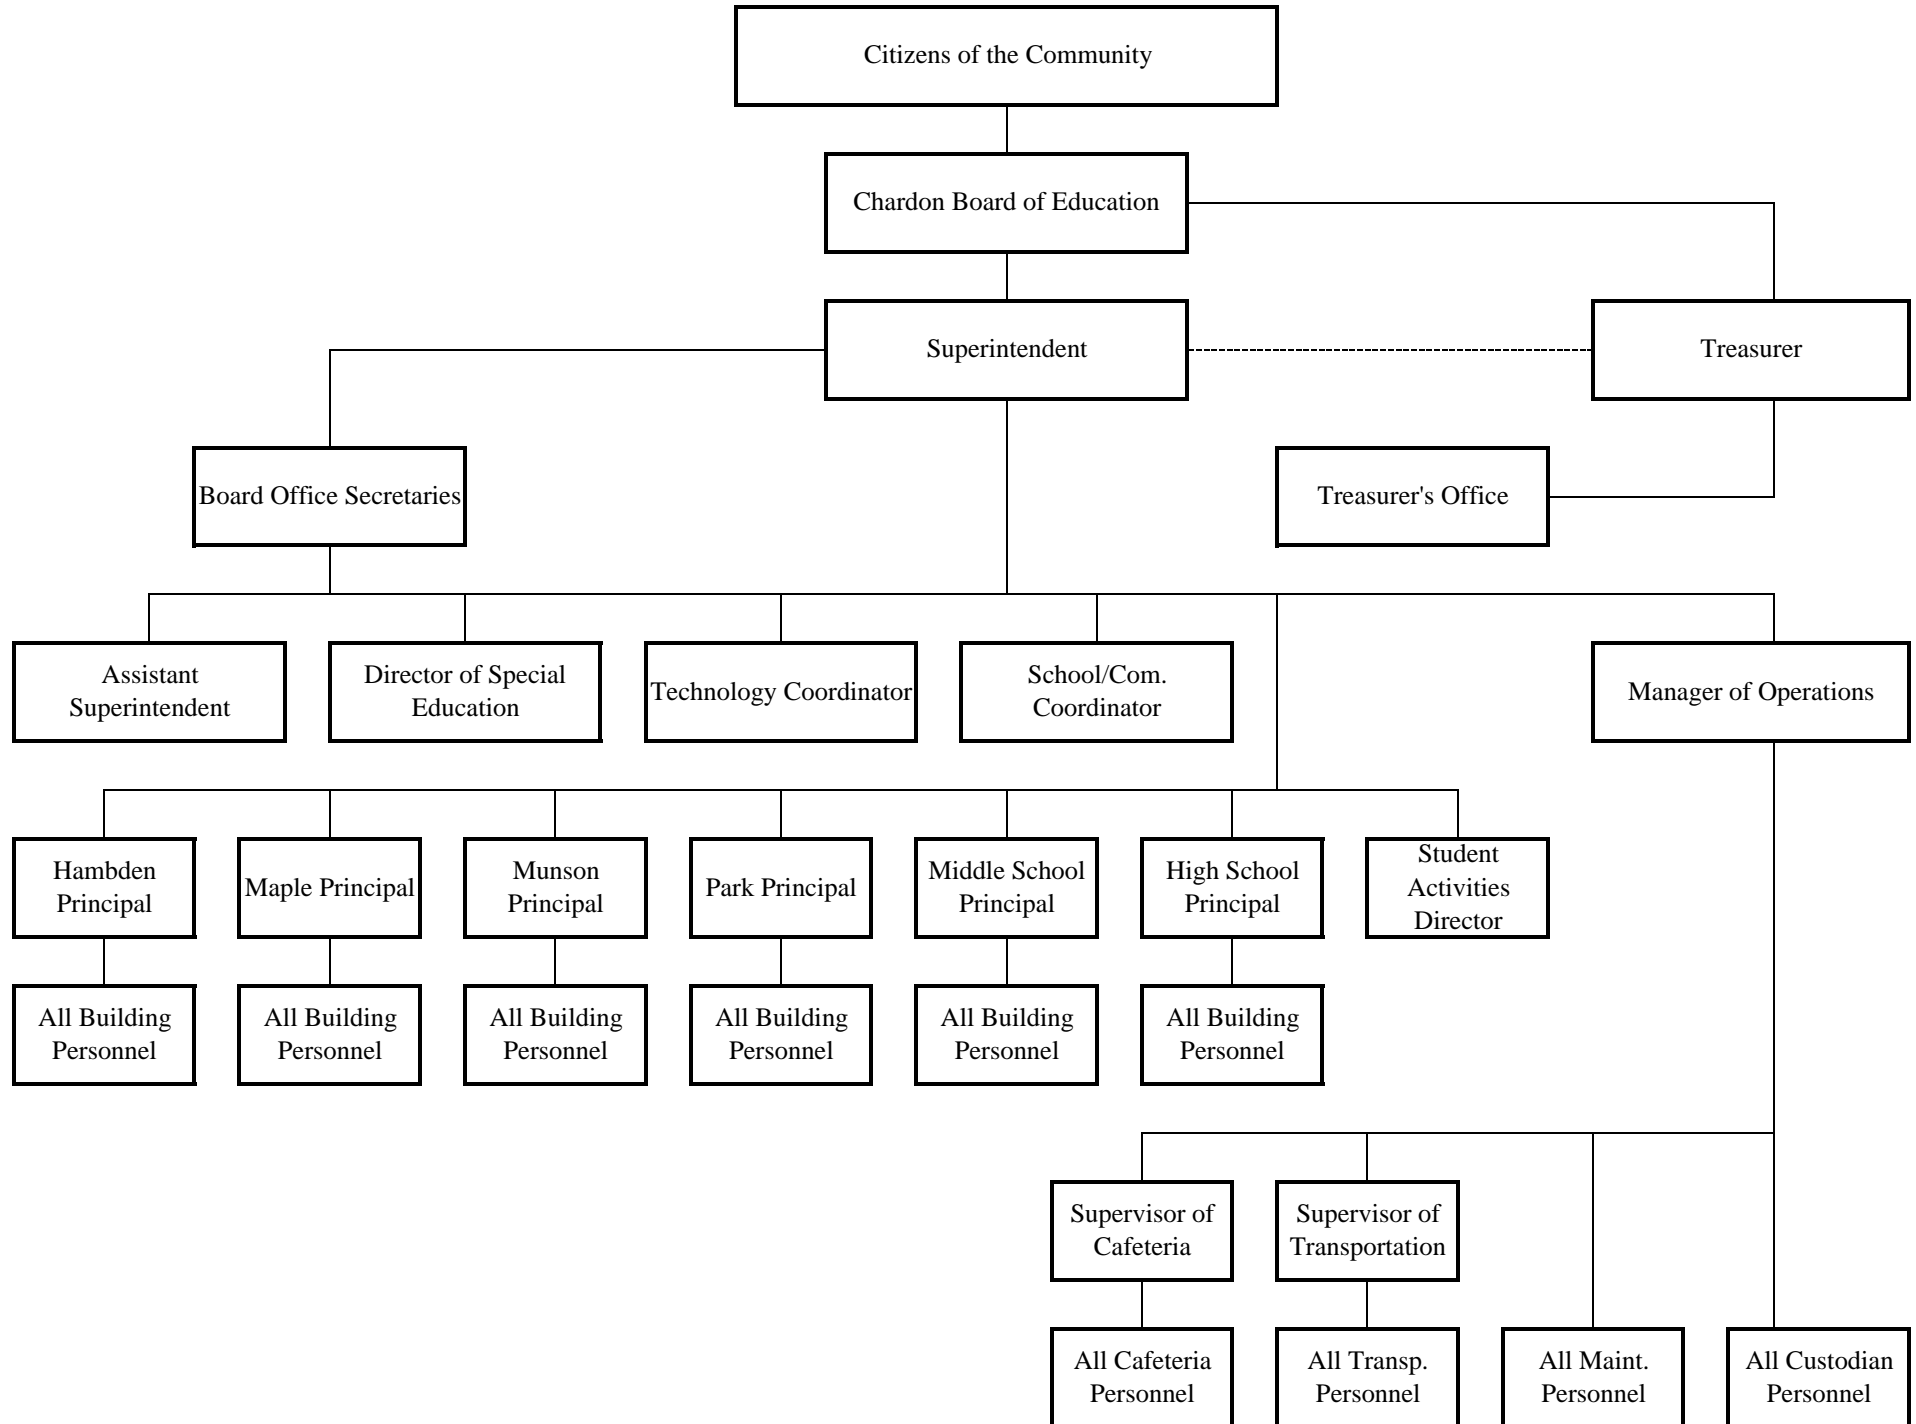 Citizens of the Community
Chardon Board of Education
Superintendent
Treasurer
Board Office Secretaries
Treasurer's Office
Assistant
Superintendent
Director of Special
Education
Technology Coordinator
School/Com.
Coordinator
Manager of Operations
Hambden
Principal
Maple Principal
Munson
Principal
Park Principal
Middle School
Principal
High School
Principal
Student
Activities
Director
All Building
Personnel
All Building
Personnel
All Building
Personnel
All Building
Personnel
All Building
Personnel
All Building
Personnel
Supervisor of
Cafeteria
Supervisor of
Transportation
All Cafeteria
Personnel
All Transp.
Personnel
All Maint.
Personnel
All Custodian
Personnel